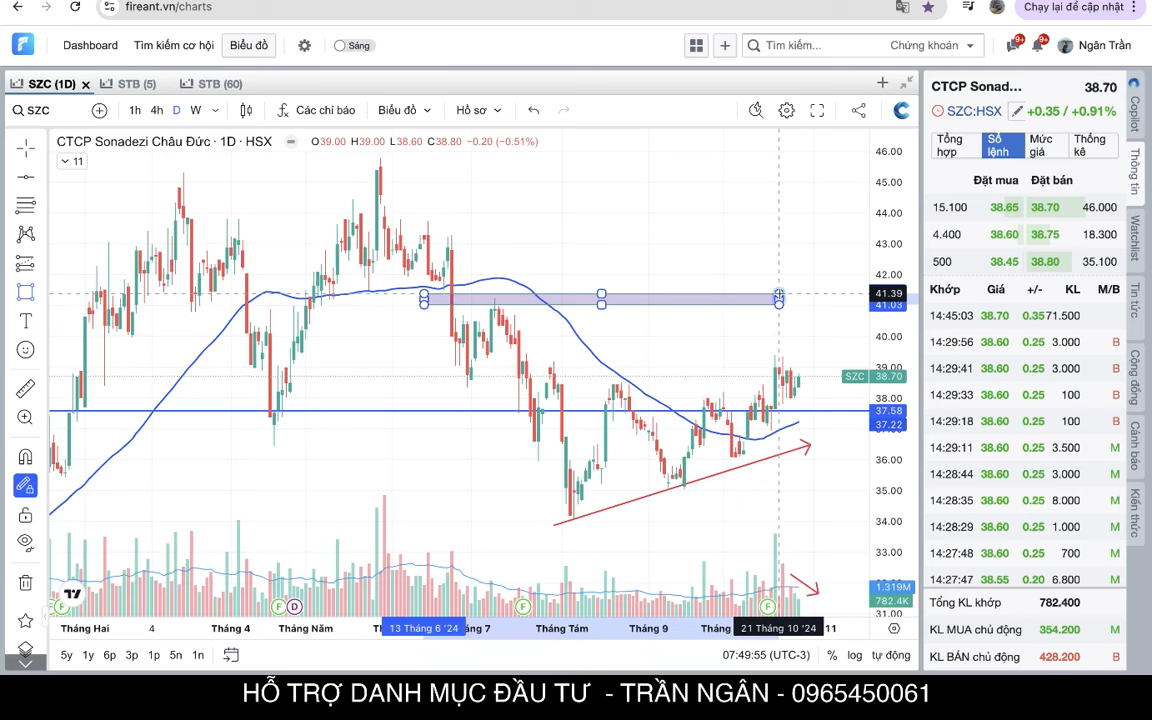 fireant.vn/charts
Chạy lại để cập nhật
Dashboard Tìm kiếm cơ hội Biểu đồ Sáng
Tìm kiếm... Chứng khoán 9+ 9+ Ngân Trần
SZC (1D) STB (5) STB (60)
SZC 1h 4h D W Các chỉ báo Biểu đồ Hồ sơ
CTCP Sonadezi Châu Đức · 1D · HSX O39.00 H39.00 L38.60 C38.80 -0.20 (-0.51%)
11
46.00
45.00
44.00
43.00
42.00
41.39
41.03
40.00
39.00
SZC 38.70
38.00
37.58
37.22
36.00
35.00
34.00
33.00
1.319M
782.4K
31.00
F F F D F F
Tháng Hai 4 Tháng 4 Tháng Năm 13 Tháng 6 '24 Tháng Tám Tháng 9 21 Tháng 10 '24 11
5y 1y 6p 3p 1p 5n 1n 07:49:55 (UTC-3) % log tự động
CTCP Sonadez... 38.70
SZC:HSX +0.35 / +0.91%
Tổng hợp Sổ lệnh Mức giá Thống kê
Đặt mua Đặt bán
15.100 38.65 38.70 46.000
4.400 38.60 38.75 18.300
500 38.45 38.80 35.100
Khớp Giá +/- KL M/B
14:45:03 38.70 0.35 71.500
14:29:56 38.60 0.25 3.000 B
14:29:41 38.60 0.25 3.000 B
14:29:33 38.60 0.25 100 B
14:29:18 38.60 0.25 100 B
14:29:11 38.60 0.25 3.500 M
14:28:44 38.60 0.25 3.000 M
14:28:35 38.60 0.25 8.000 M
14:28:29 38.60 0.25 1.000 M
14:27:48 38.60 0.25 700 M
14:27:47 38.55 0.20 6.800 M
Tổng KL khớp 782.400
KL MUA chủ động 354.200 M
KL BÁN chủ động 428.200 B
Copilot
Thông tin
Watchlist
Tin tức
Cộng đồng
Cảnh báo
Kiến thức
HỖ TRỢ DANH MỤC ĐẦU TƯ - TRẦN NGÂN - 0965450061